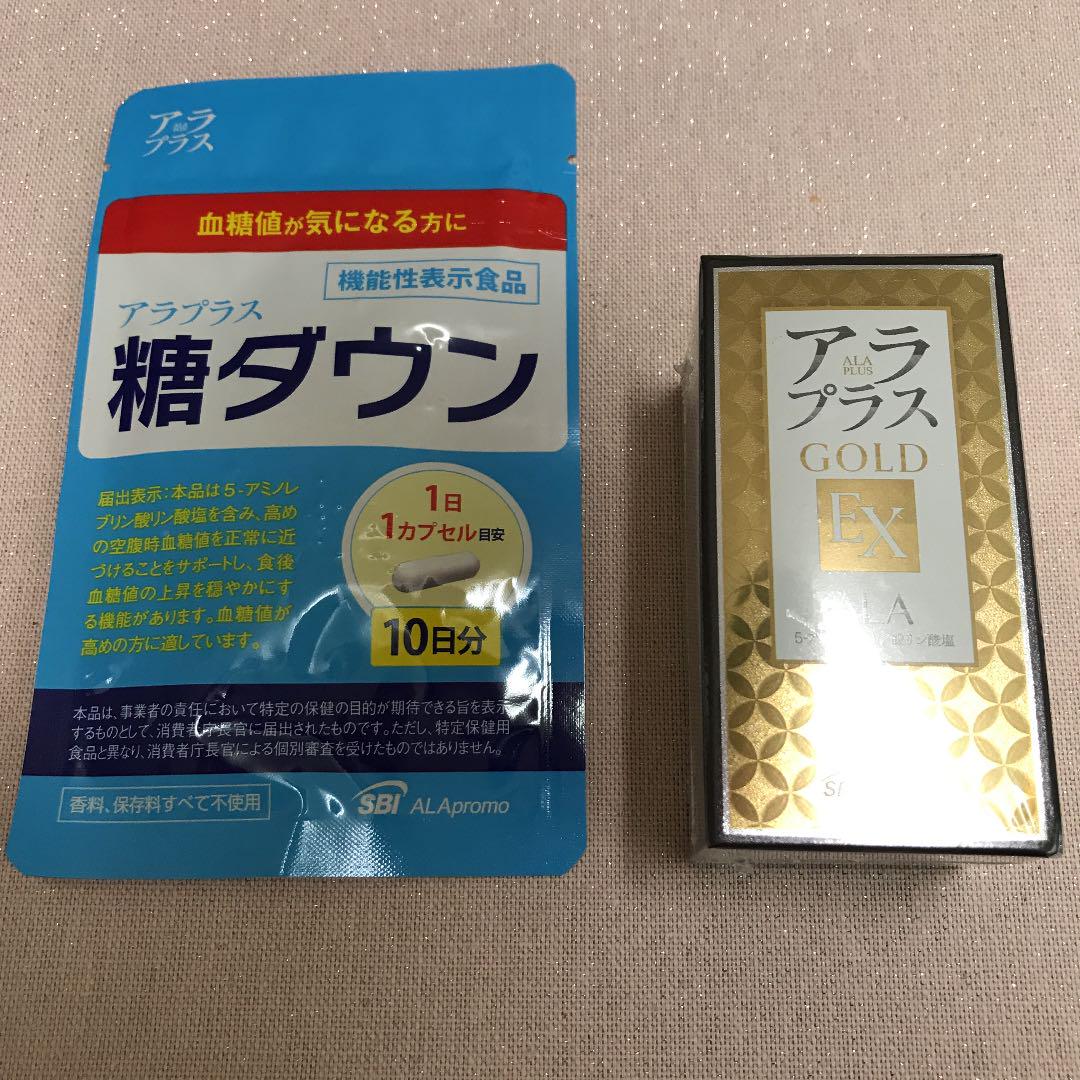 アラ
プラス
血糖値が気になる方に
機能性表示食品
アラプラス
糖ダウン
届出表示:本品は5-アミノレ
ブリン酸リン酸塩を含み、高め
の空腹時血糖値を正常に近
づけることをサポートし、食後
血糖値の上昇を穏やかにす
る機能があります。血糖値が
高めの方に適しています。
1日
1カプセル目安
10日分
本品は、事業者の責任において特定の保健の目的が期待できる旨を表示
するものとして、消費者庁長官に届出されたものです。ただし、特定保健用
食品と異なり、消費者庁長官による個別審査を受けたものではありません。
香料、保存料すべて不使用
SBI ALApromo
アラ
ALA
PLUS
プラス
GOLD
EX
LA
酸リン酸塩